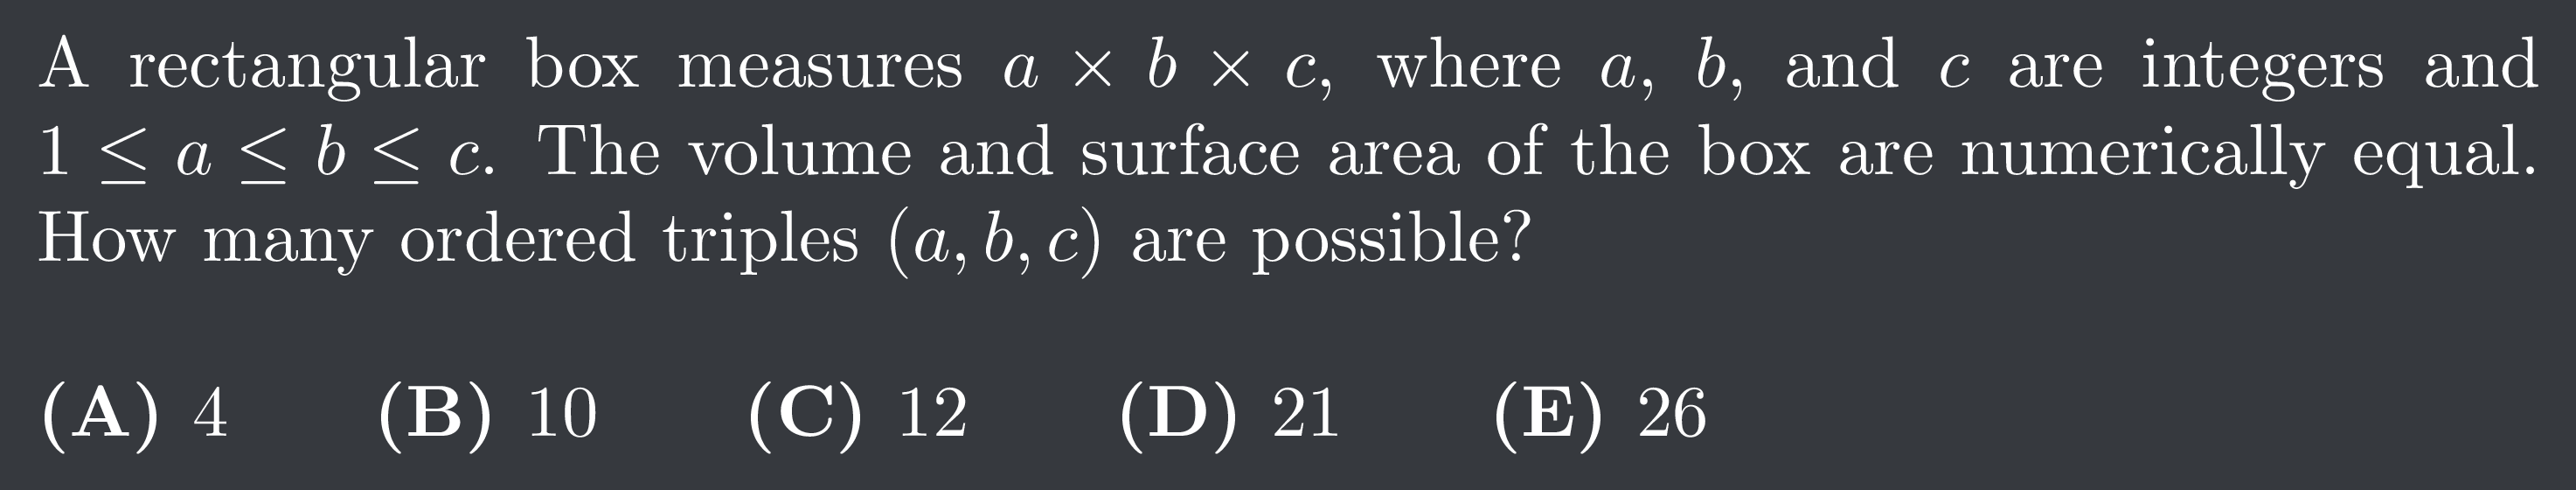 A rectangular box measures a × b × c, where a, b, and c are integers and
1 ≤ a ≤ b ≤ c. The volume and surface area of the box are numerically equal.
How many ordered triples (a, b, c) are possible?
(A) 4 (B) 10 (C) 12 (D) 21 (E) 26